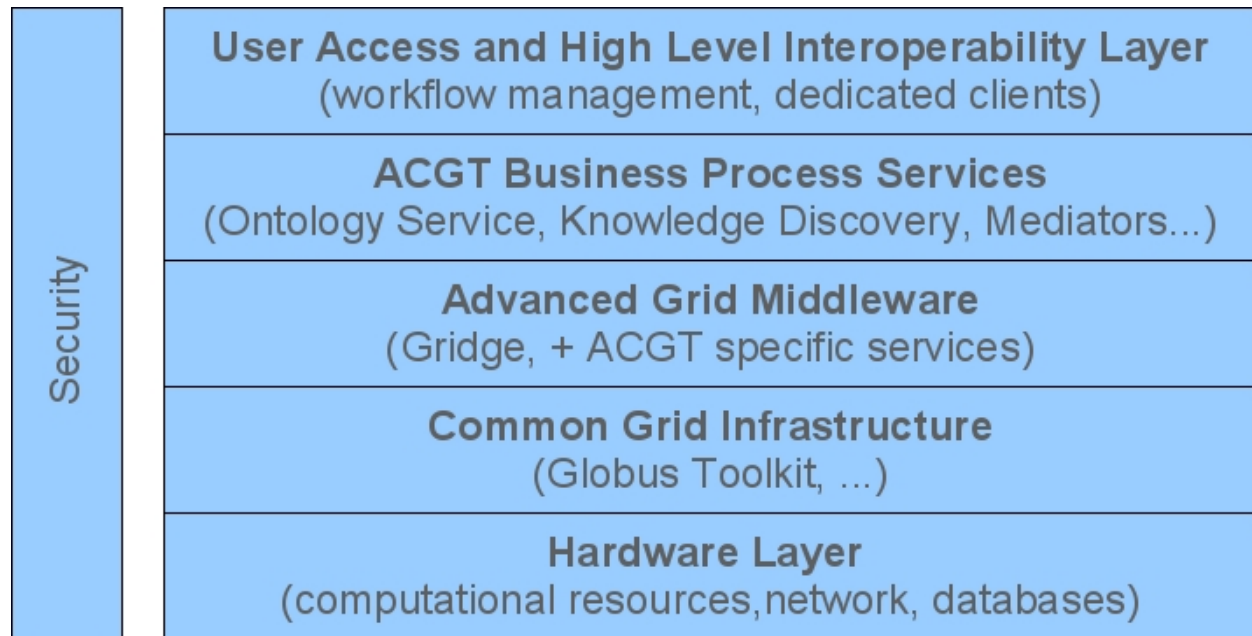 Security
User Access and High Level Interoperability Layer
(workflow management, dedicated clients)
ACGT Business Process Services
(Ontology Service, Knowledge Discovery, Mediators...)
Advanced Grid Middleware
(Gridge, + ACGT specific services)
Common Grid Infrastructure
(Globus Toolkit, ...)
Hardware Layer
(computational resources,network, databases)